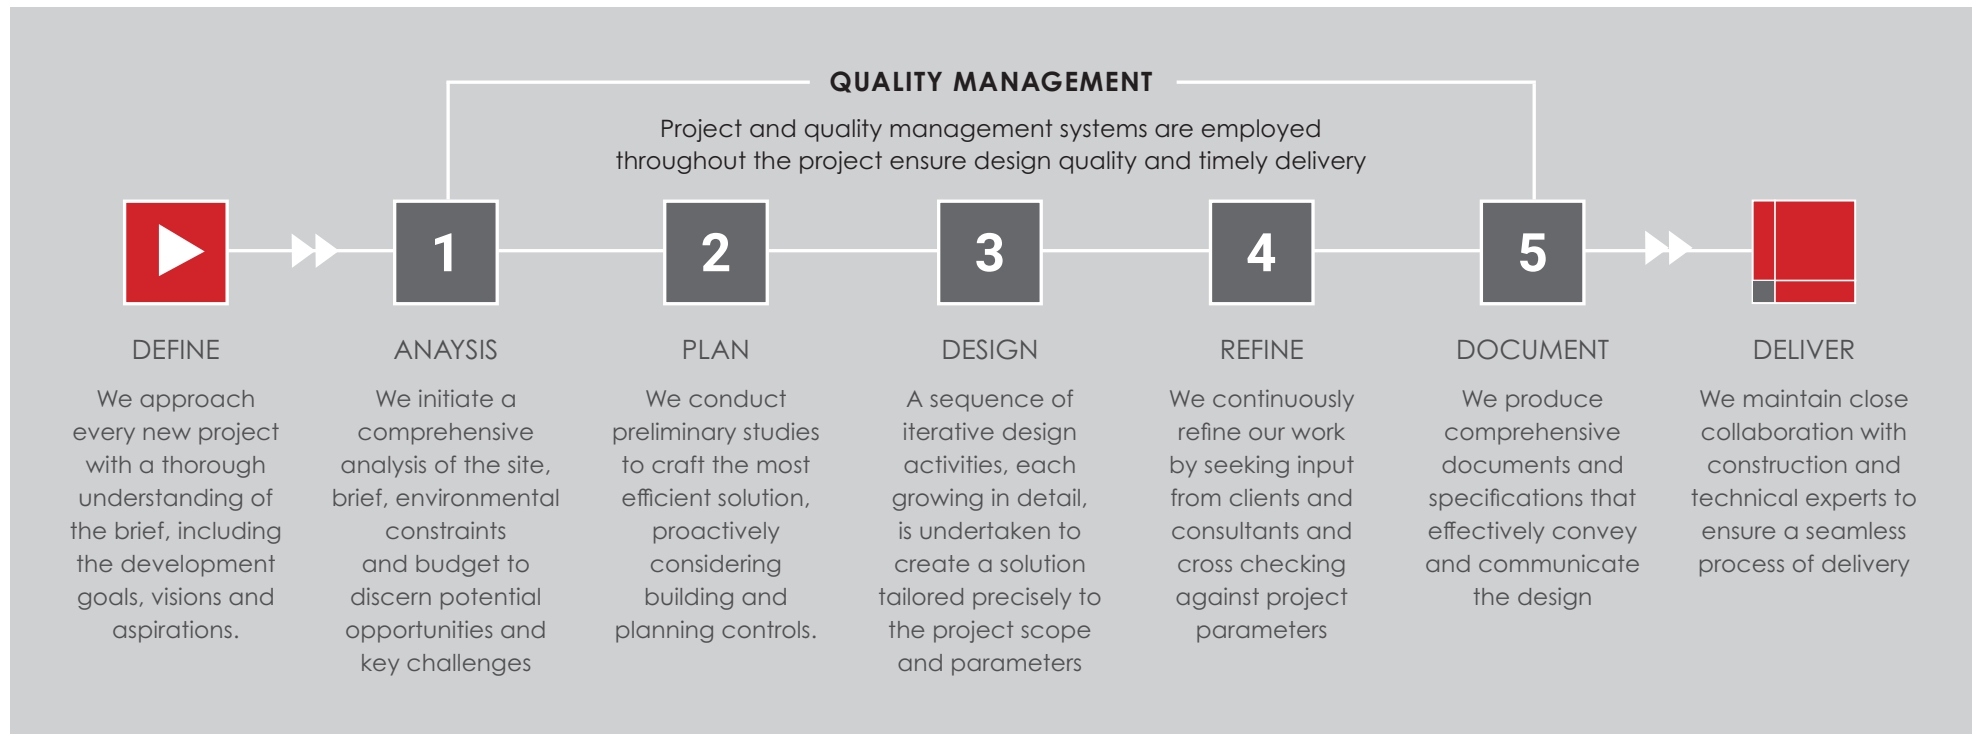 QUALITY MANAGEMENT
Project and quality management systems are employed
throughout the project ensure design quality and timely delivery
1
2
3
4
5
DEFINE
We approach
every new project
with a thorough
understanding of
the brief, including
the development
goals, visions and
aspirations.
ANAYSIS
We initiate a
comprehensive
analysis of the site,
brief, environmental
constraints
and budget to
discern potential
opportunities and
key challenges
PLAN
We conduct
preliminary studies
to craft the most
efficient solution,
proactively
considering
building and
planning controls.
DESIGN
A sequence of
iterative design
activities, each
growing in detail,
is undertaken to
create a solution
tailored precisely to
the project scope
and parameters
REFINE
We continuously
refine our work
by seeking input
from clients and
consultants and
cross checking
against project
parameters
DOCUMENT
We produce
comprehensive
documents and
specifications that
effectively convey
and communicate
the design
DELIVER
We maintain close
collaboration with
construction and
technical experts to
ensure a seamless
process of delivery